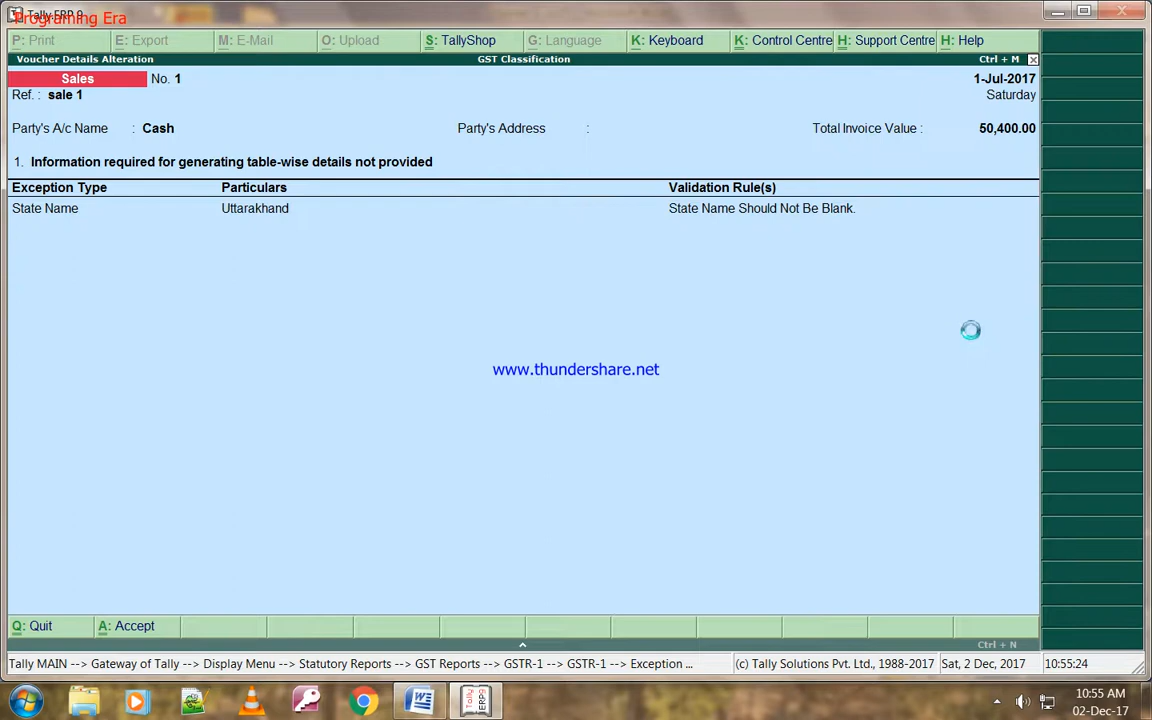 Programing Era
Tally.ERP 9
P: Print E: Export M: E-Mail O: Upload S: TallyShop G: Language K: Keyboard K: Control Centre H: Support Centre H: Help
Voucher Details Alteration GST Classification Ctrl + M
Sales No. 1 1-Jul-2017
Ref. : sale 1 Saturday
Party's A/c Name : Cash Party's Address : Total Invoice Value : 50,400.00
1. Information required for generating table-wise details not provided
Exception Type Particulars Validation Rule(s)
State Name Uttarakhand State Name Should Not Be Blank.
www.thundershare.net
Q: Quit A: Accept
Ctrl + N
Tally MAIN --> Gateway of Tally --> Display Menu --> Statutory Reports --> GST Reports --> GSTR-1 --> GSTR-1 --> Exception ... (c) Tally Solutions Pvt. Ltd., 1988-2017 Sat, 2 Dec, 2017 10:55:24
Tally ERP9
10:55 AM
02-Dec-17